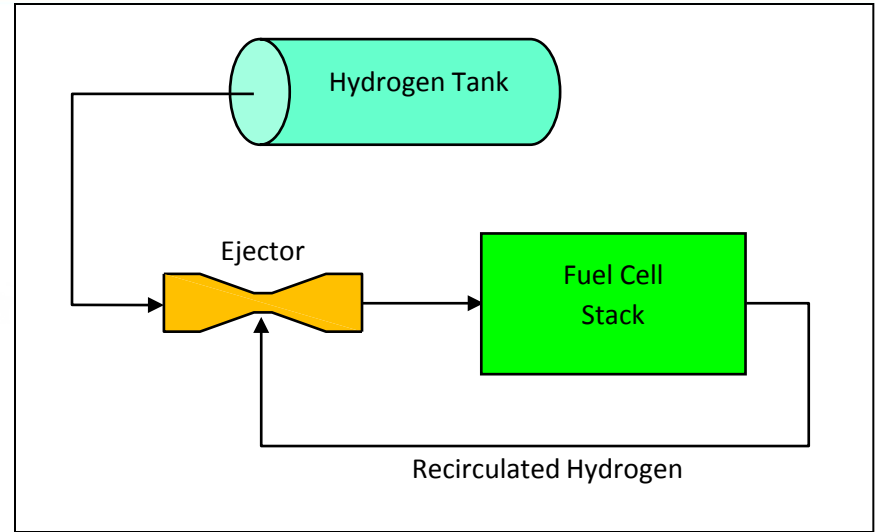 Hydrogen Tank
Ejector
Fuel Cell
Stack
Recirculated Hydrogen